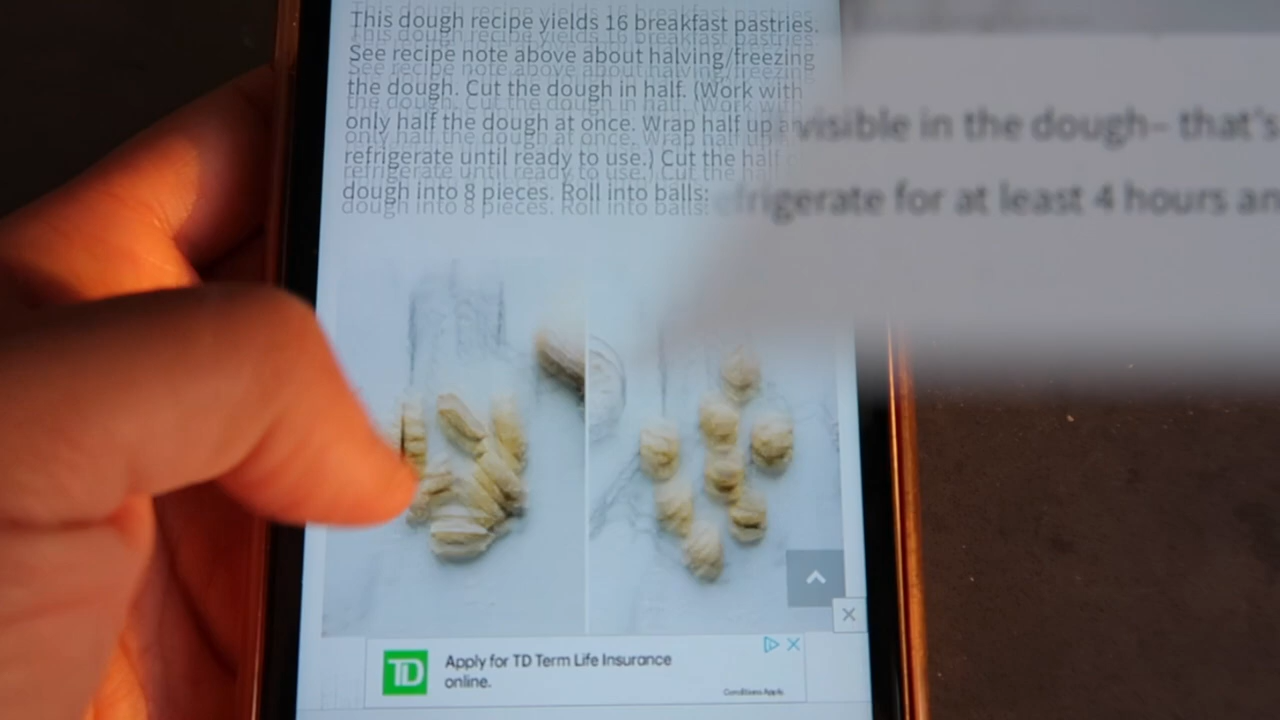 This dough recipe yields 16 breakfast pastries.
See recipe note above about halving/freezing
the dough. Cut the dough in half. (Work with
only half the dough at once. Wrap half up
refrigerate until ready to use.) Cut the half
dough into 8 pieces. Roll into balls:
visible in the dough– that's
frigerate for at least 4 hours an
TD
Apply for TD Term Life Insurance
online.
Conditions Apply.